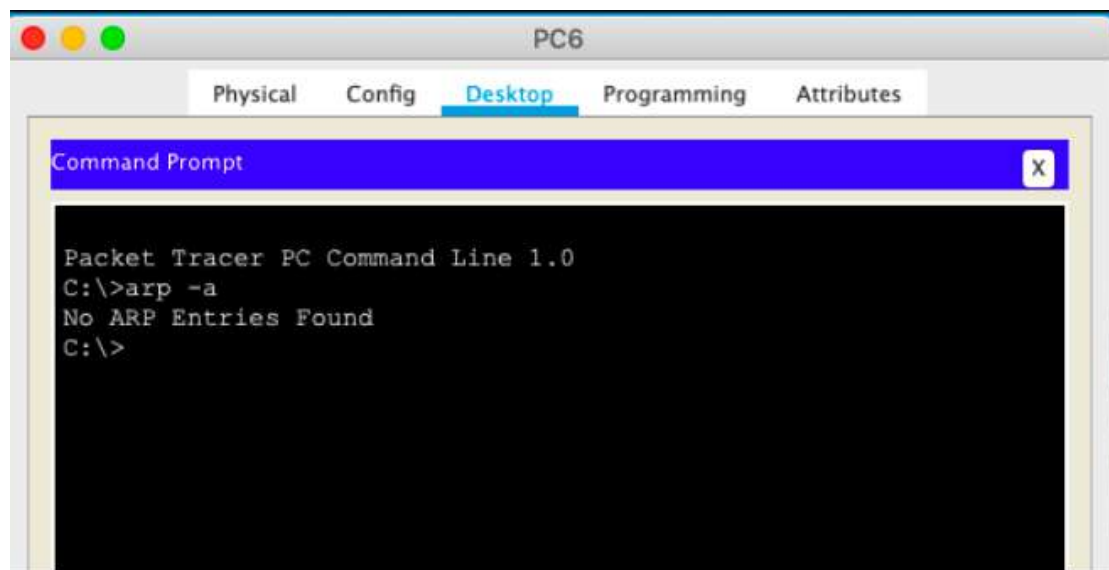 PC6
Physical Config Desktop Programming Attributes
Command Prompt
X
Packet Tracer PC Command Line 1.0
C:\>arp -a
No ARP Entries Found
C:\>